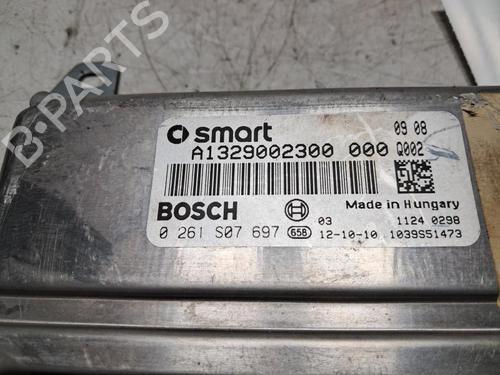 B-PARTS
smart 09 08
A1329002300 000 Q002
BOSCH Made in Hungary
03 1124 0298
0 261 S07 697 658 12-10-10 1039S51473